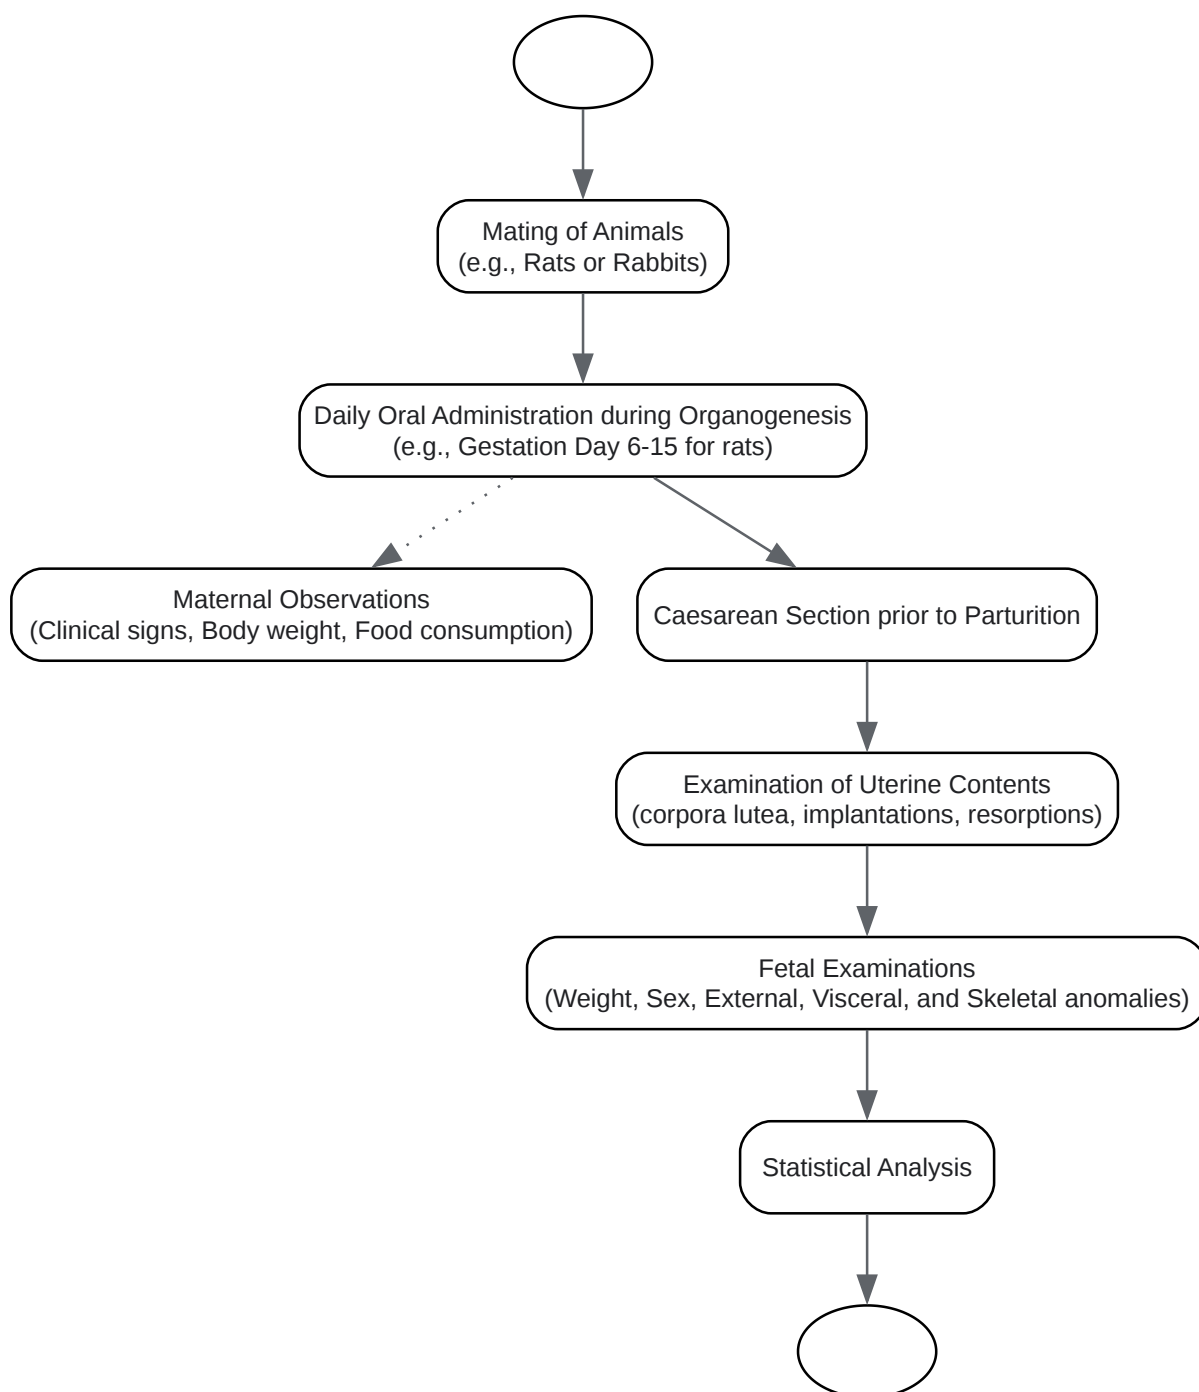 Mating of Animals
(e.g., Rats or Rabbits)
Daily Oral Administration during Organogenesis
(e.g., Gestation Day 6-15 for rats)
Maternal Observations
(Clinical signs, Body weight, Food consumption)
Caesarean Section prior to Parturition
Examination of Uterine Contents
(corpora lutea, implantations, resorptions)
Fetal Examinations
(Weight, Sex, External, Visceral, and Skeletal anomalies)
Statistical Analysis